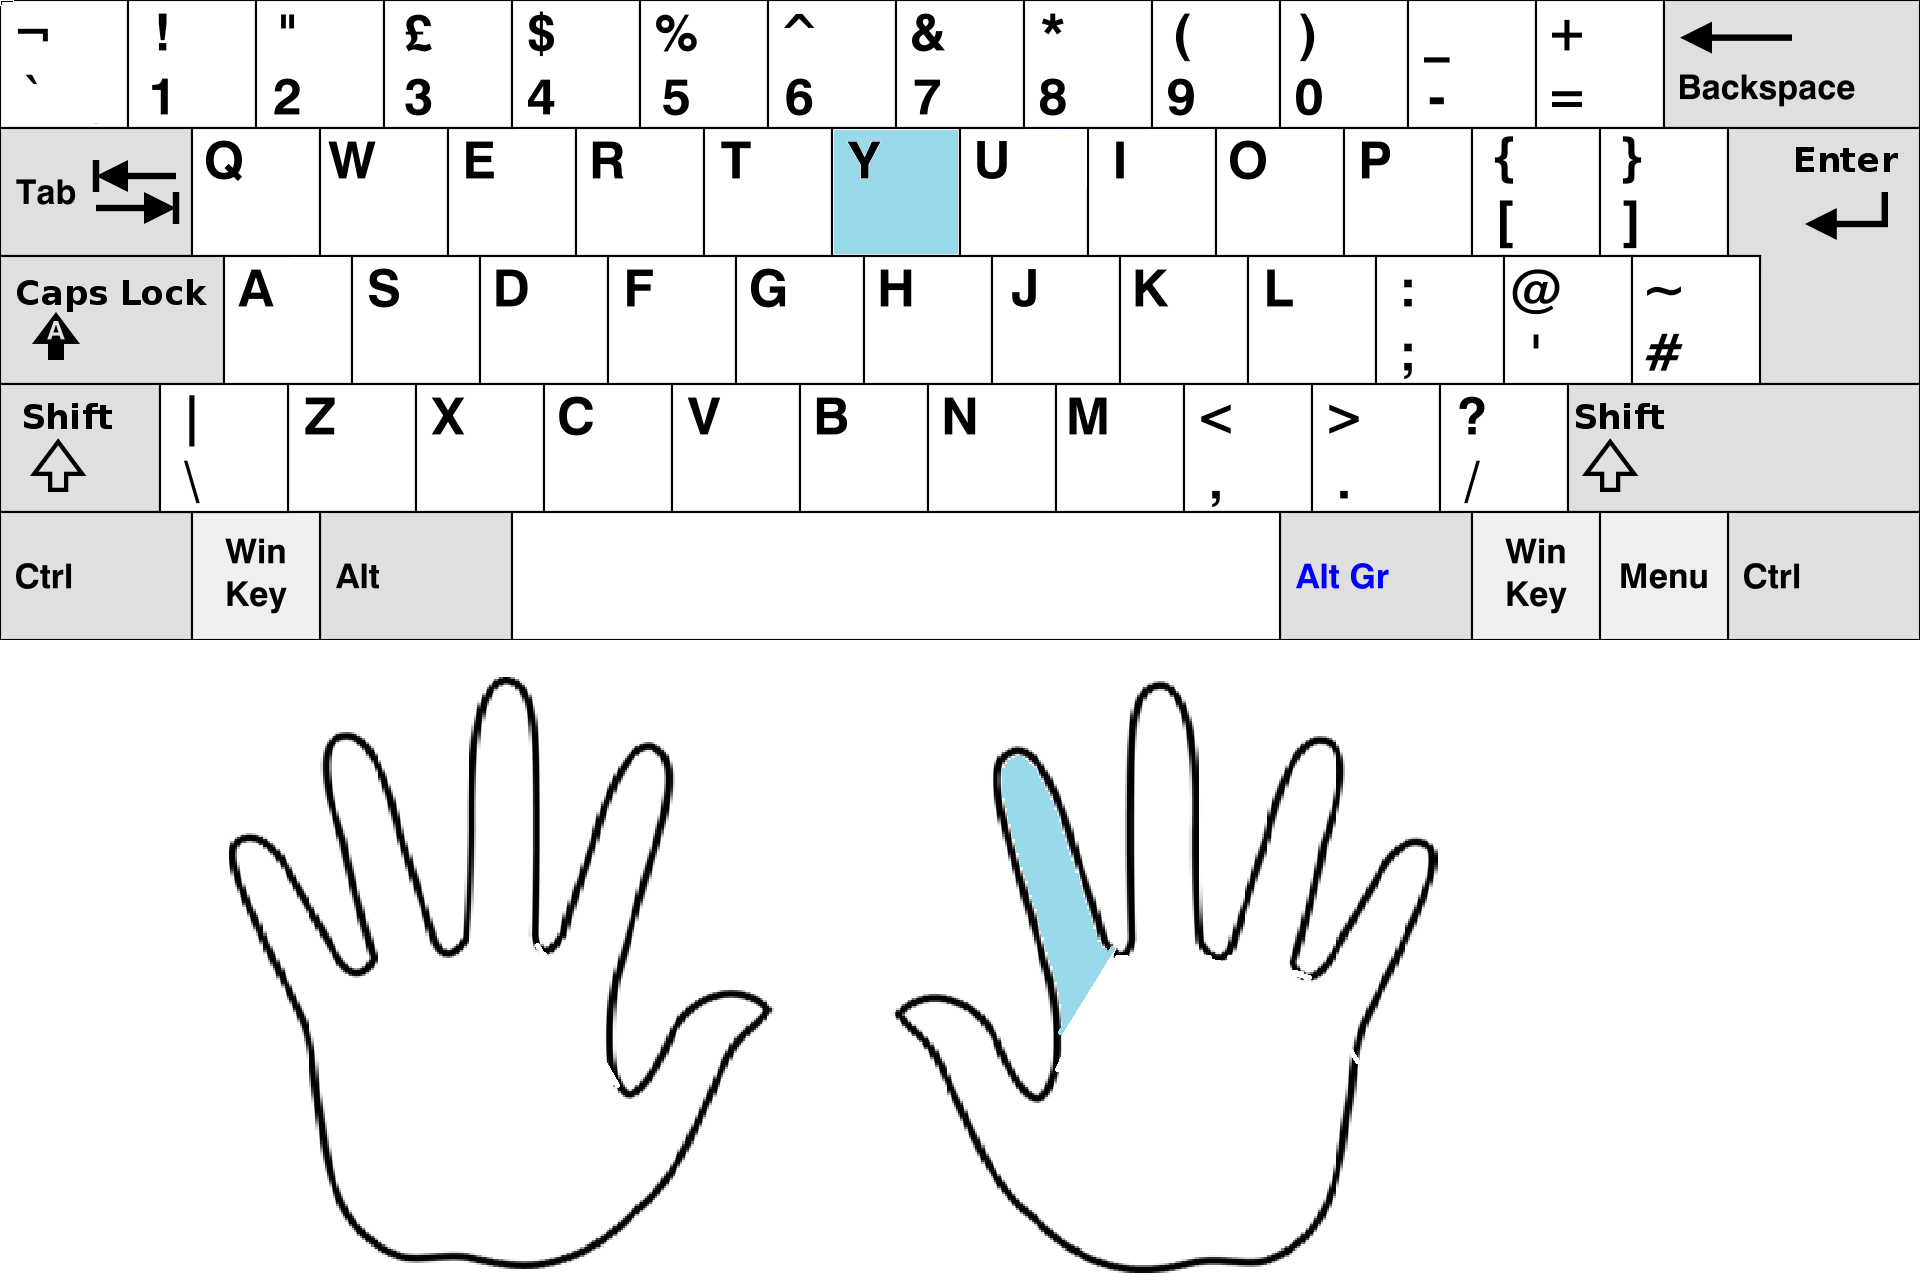 ¬ ! " £ $ % ^ & * ( ) _ +
` 1 2 3 4 5 6 7 8 9 0 - = Backspace
Tab Q W E R T Y U I O P { } Enter
[ ]
Caps Lock A S D F G H J K L : @ ~
A ; ' #
Shift | Z X C V B N M < > ? Shift
\ , . /
Ctrl Win Key Alt Alt Gr Win Key Menu Ctrl